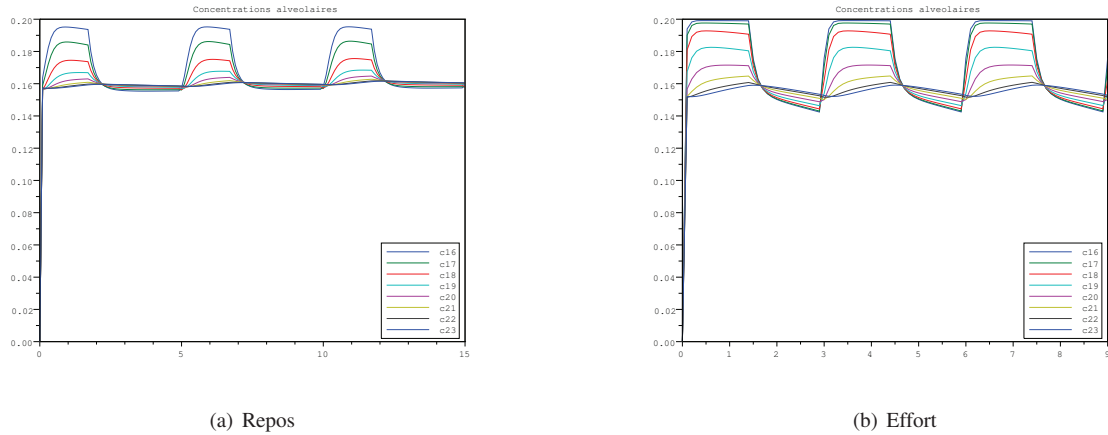 Concentrations alveolaires
0.20
0.18
0.16
0.14
0.12
0.10
0.08
0.06
0.04
0.02
0.00
0
5
10
15
c16
c17
c18
c19
c20
c21
c22
c23
(a) Repos
Concentrations alveolaires
0.20
0.18
0.16
0.14
0.12
0.10
0.08
0.06
0.04
0.02
0.00
0
1
2
3
4
5
6
7
8
9
c16
c17
c18
c19
c20
c21
c22
c23
(b) Effort